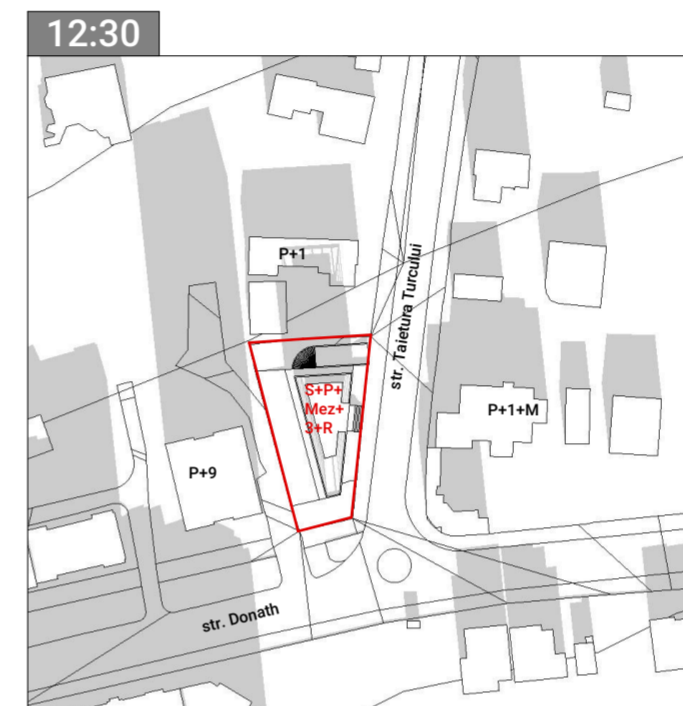 12:30
P+1
str. Taietura Turcului
S+P+
Mez+
3+R
P+1+M
P+9
str. Donath